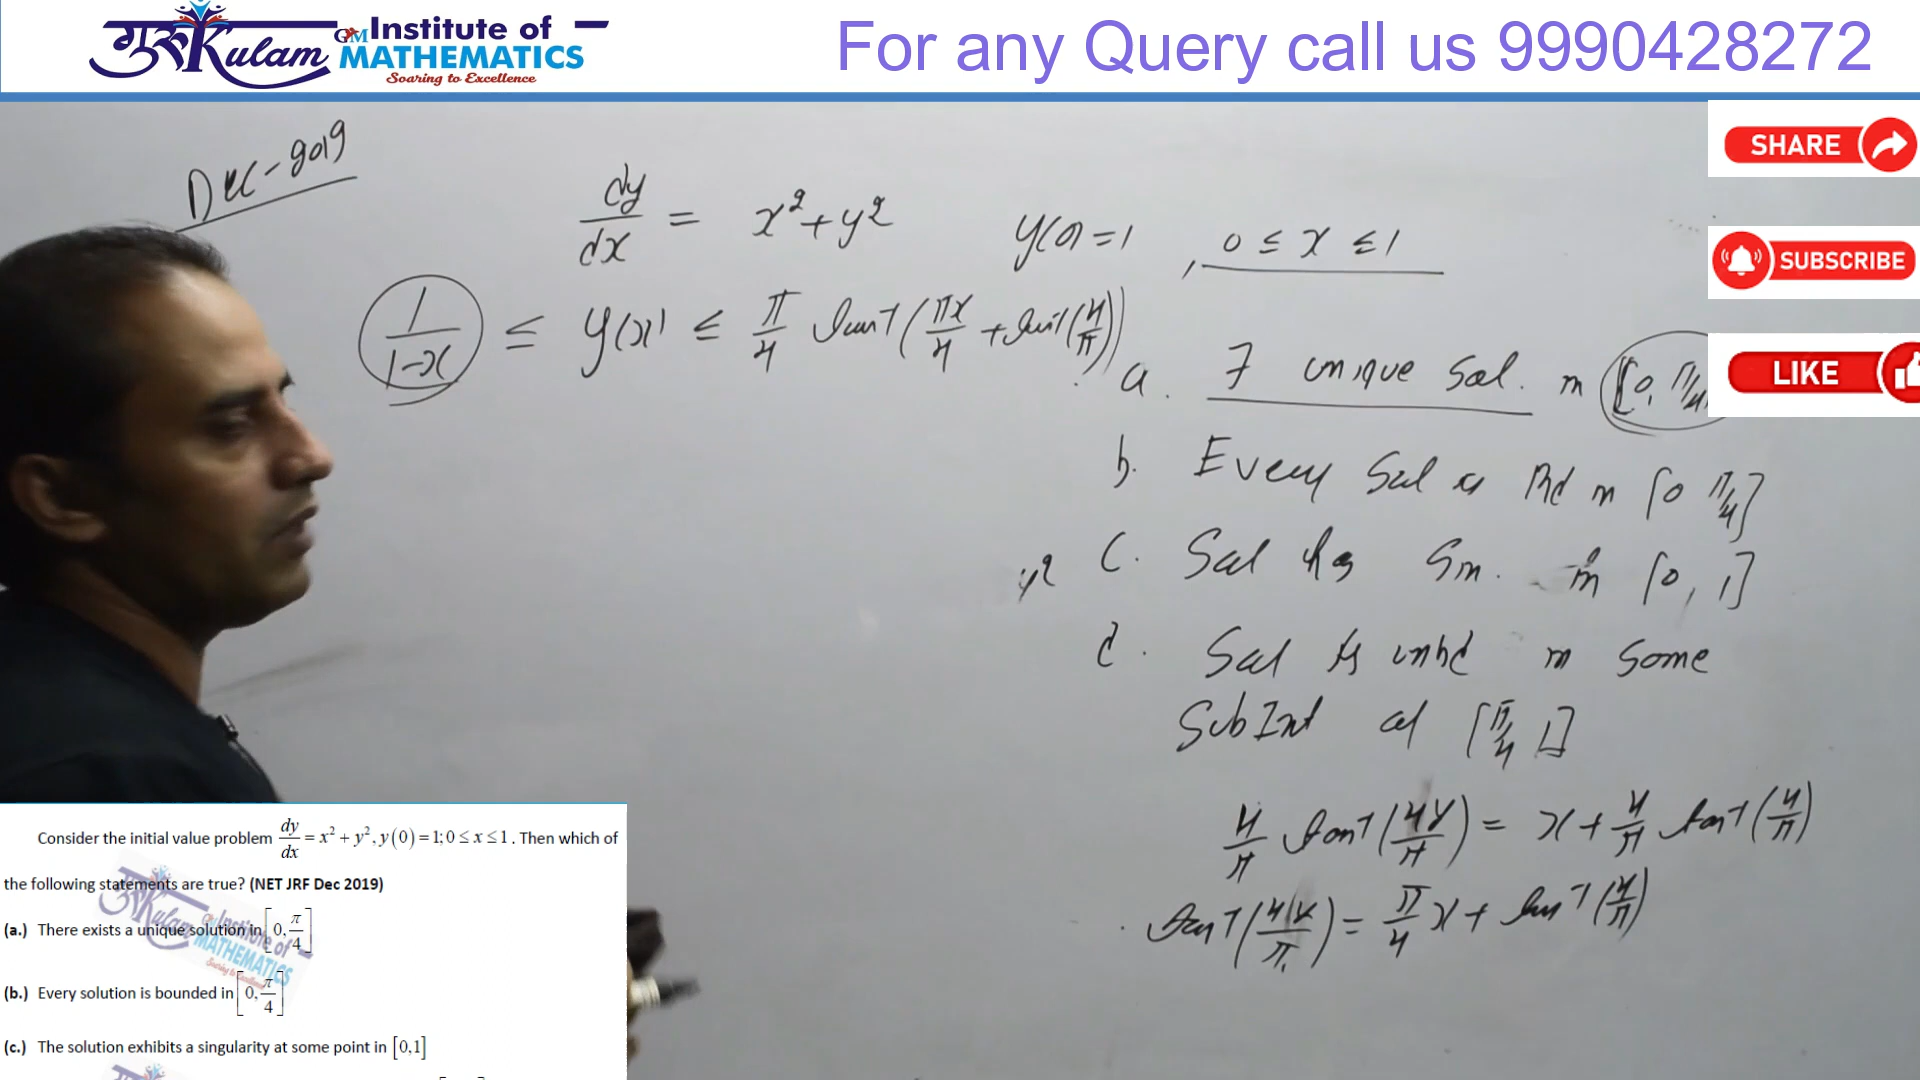 गुरुKulam GM Institute of
MATHEMATICS
Soaring to Excellence
For any Query call us 9990428272
SHARE
SUBSCRIBE
LIKE
Dec-2019
dy/dx = x² + y² y(0) = 1 , 0 ≤ x ≤ 1
1/(1-x) ≤ y(x) ≤ π/4 tan⁻¹(πx/4 + tan⁻¹(4/π))
a. ∃ unique Sol. in [0, π/4
b. Every Sol is Bd in [0 π/4]
C. Sol has Sin. in [0, 1]
d. Sol is unbd in some
SubInt of [π/4 1]
4/π tan⁻¹(4y/π) = x + 4/π tan⁻¹(4/π)
tan⁻¹(4y/π) = π/4 x + tan⁻¹(4/π)
Consider the initial value problem dy/dx = x² + y², y(0) = 1; 0 ≤ x ≤ 1. Then which of
the following statements are true? (NET JRF Dec 2019)
(a.) There exists a unique solution in [0, π/4]
(b.) Every solution is bounded in [0, π/4]
(c.) The solution exhibits a singularity at some point in [0,1]